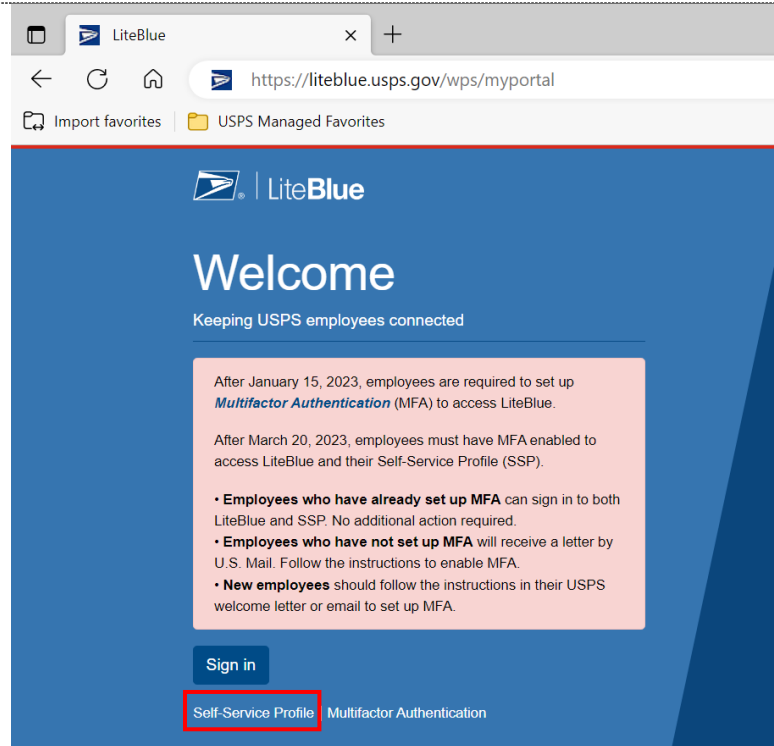 LiteBlue
https://liteblue.usps.gov/wps/myportal
Import favorites
USPS Managed Favorites
LiteBlue
Welcome
Keeping USPS employees connected
After January 15, 2023, employees are required to set up
Multifactor Authentication (MFA) to access LiteBlue.
After March 20, 2023, employees must have MFA enabled to
access LiteBlue and their Self-Service Profile (SSP).
• Employees who have already set up MFA can sign in to both
LiteBlue and SSP. No additional action required.
• Employees who have not set up MFA will receive a letter by
U.S. Mail. Follow the instructions to enable MFA.
• New employees should follow the instructions in their USPS
welcome letter or email to set up MFA.
Sign in
Self-Service Profile Multifactor Authentication